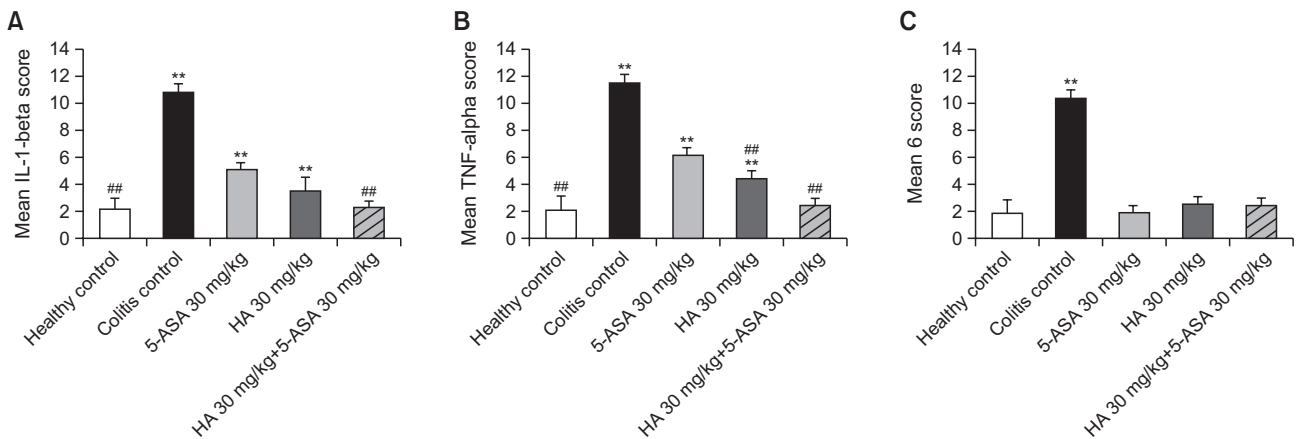 A
Mean IL-1-beta score
14
12
10
8
6
4
2
0
##
**
**
**
##
Healthy control
Colitis control
5-ASA 30 mg/kg
HA 30 mg/kg
HA 30 mg/kg+5-ASA 30 mg/kg
B
Mean TNF-alpha score
14
12
10
8
6
4
2
0
##
**
**
##
**
##
Healthy control
Colitis control
5-ASA 30 mg/kg
HA 30 mg/kg
HA 30 mg/kg+5-ASA 30 mg/kg
C
Mean 6 score
14
12
10
8
6
4
2
0
**
Healthy control
Colitis control
5-ASA 30 mg/kg
HA 30 mg/kg
HA 30 mg/kg+5-ASA 30 mg/kg